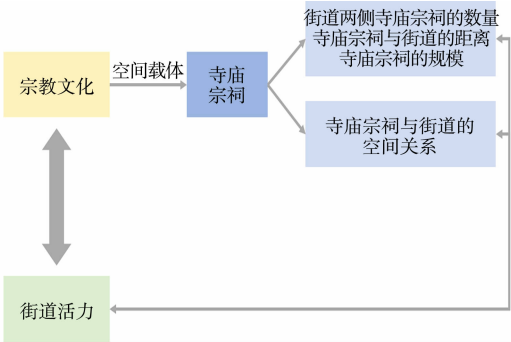 街道两侧寺庙宗祠的数量
寺庙宗祠与街道的距离
寺庙宗祠的规模
宗教文化
空间载体
寺庙
宗祠
寺庙宗祠与街道的
空间关系
街道活力